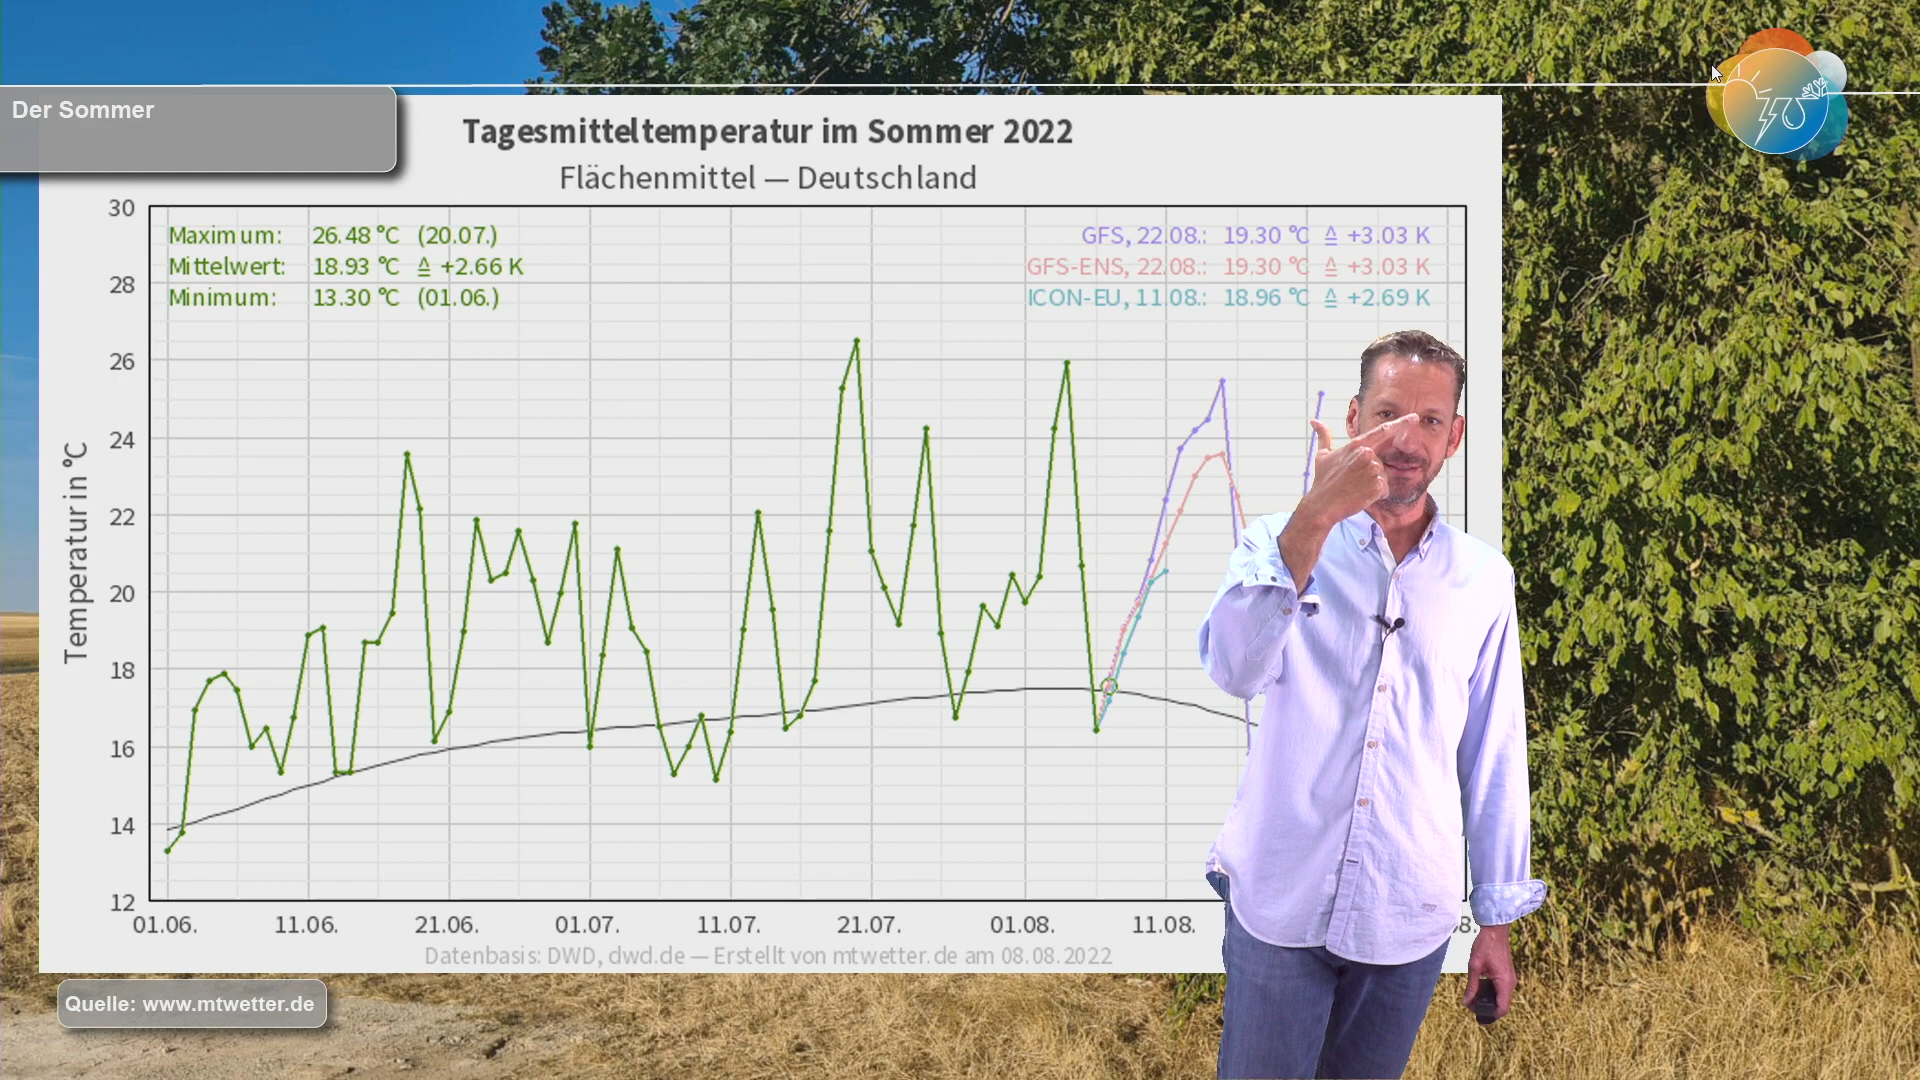 Der Sommer
Tagesmitteltemperatur im Sommer 2022
Flächenmittel — Deutschland
Maximum: 26.48 °C (20.07.)
Mittelwert: 18.93 °C ≙ +2.66 K
Minimum: 13.30 °C (01.06.)
GFS, 22.08.: 19.30 °C ≙ +3.03 K
GFS-ENS, 22.08.: 19.30 °C ≙ +3.03 K
ICON-EU, 11.08.: 18.96 °C ≙ +2.69 K
Temperatur in °C
30
28
26
24
22
20
18
16
14
12
01.06. 11.06. 21.06. 01.07. 11.07. 21.07. 01.08. 11.08.
Datenbasis: DWD, dwd.de — Erstellt von mtwetter.de am 08.08.2022
Quelle: www.mtwetter.de